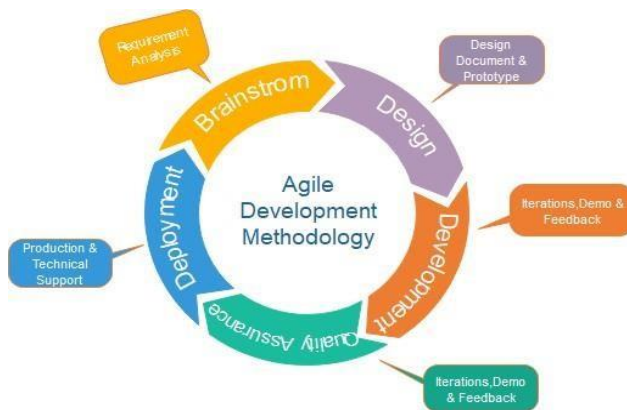 Requirement
Analysis
Brainstrom
Design
Document &
Prototype
Design
Iterations,Demo &
Feedback
Development
Agile
Development
Methodology
Deployment
Production &
Technical
Support
Quality Assurance
Iterations,Demo
& Feedback